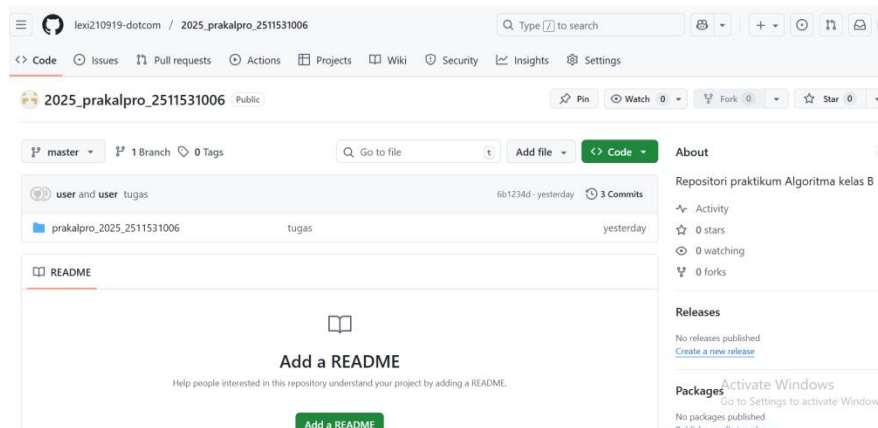 lexi210919-dotcom / 2025_prakalpro_2511531006 Type / to search
Code Issues Pull requests Actions Projects Wiki Security Insights Settings
2025_prakalpro_2511531006 Public Pin Watch 0 Fork 0 Star 0
master 1 Branch 0 Tags Go to file t Add file Code
user and user tugas 6b1234d · yesterday 3 Commits
prakalpro_2025_2511531006 tugas yesterday
README
Add a README
Help people interested in this repository understand your project by adding a README.
Add a README
About
Repositori praktikum Algoritma kelas B
Activity
0 stars
0 watching
0 forks
Releases
No releases published
Create a new release
Packages
Activate Windows
Go to Settings to activate Window
No packages published